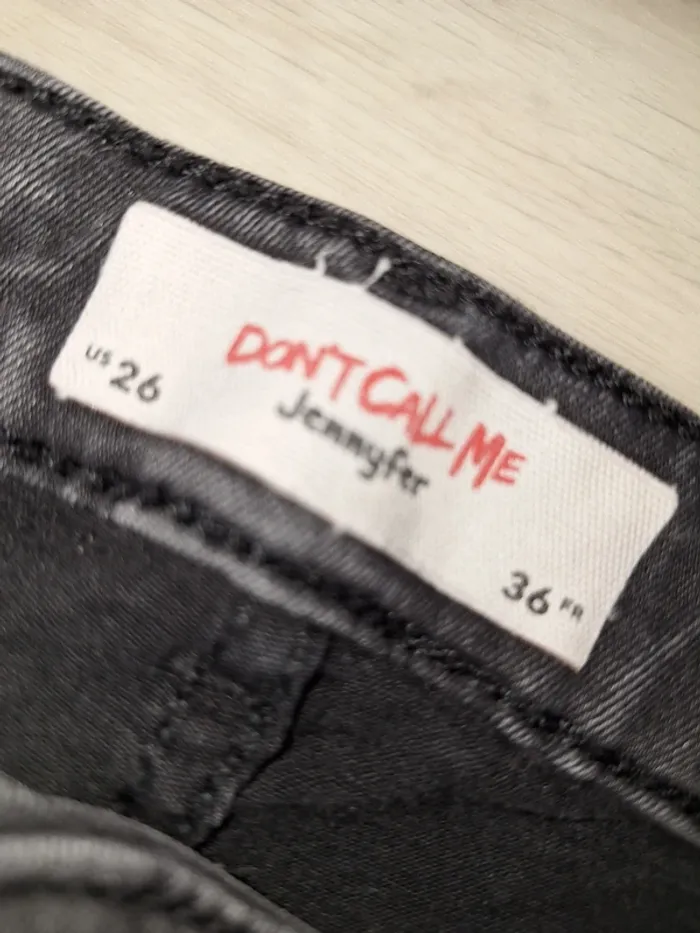 DON'T CALL ME
Jennyfer
US 26
36 FR